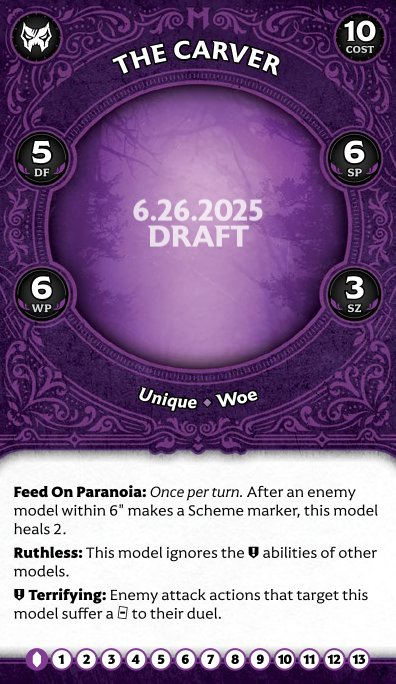 THE CARVER
10
COST
5
DF
6
SP
6.26.2025
DRAFT
6
WP
3
SZ
Unique ◆ Woe
Feed On Paranoia: Once per turn. After an enemy
model within 6" makes a Scheme marker, this model
heals 2.
Ruthless: This model ignores the abilities of other
models.
Terrifying: Enemy attack actions that target this
model suffer a to their duel.
1 2 3 4 5 6 7 8 9 10 11 12 13